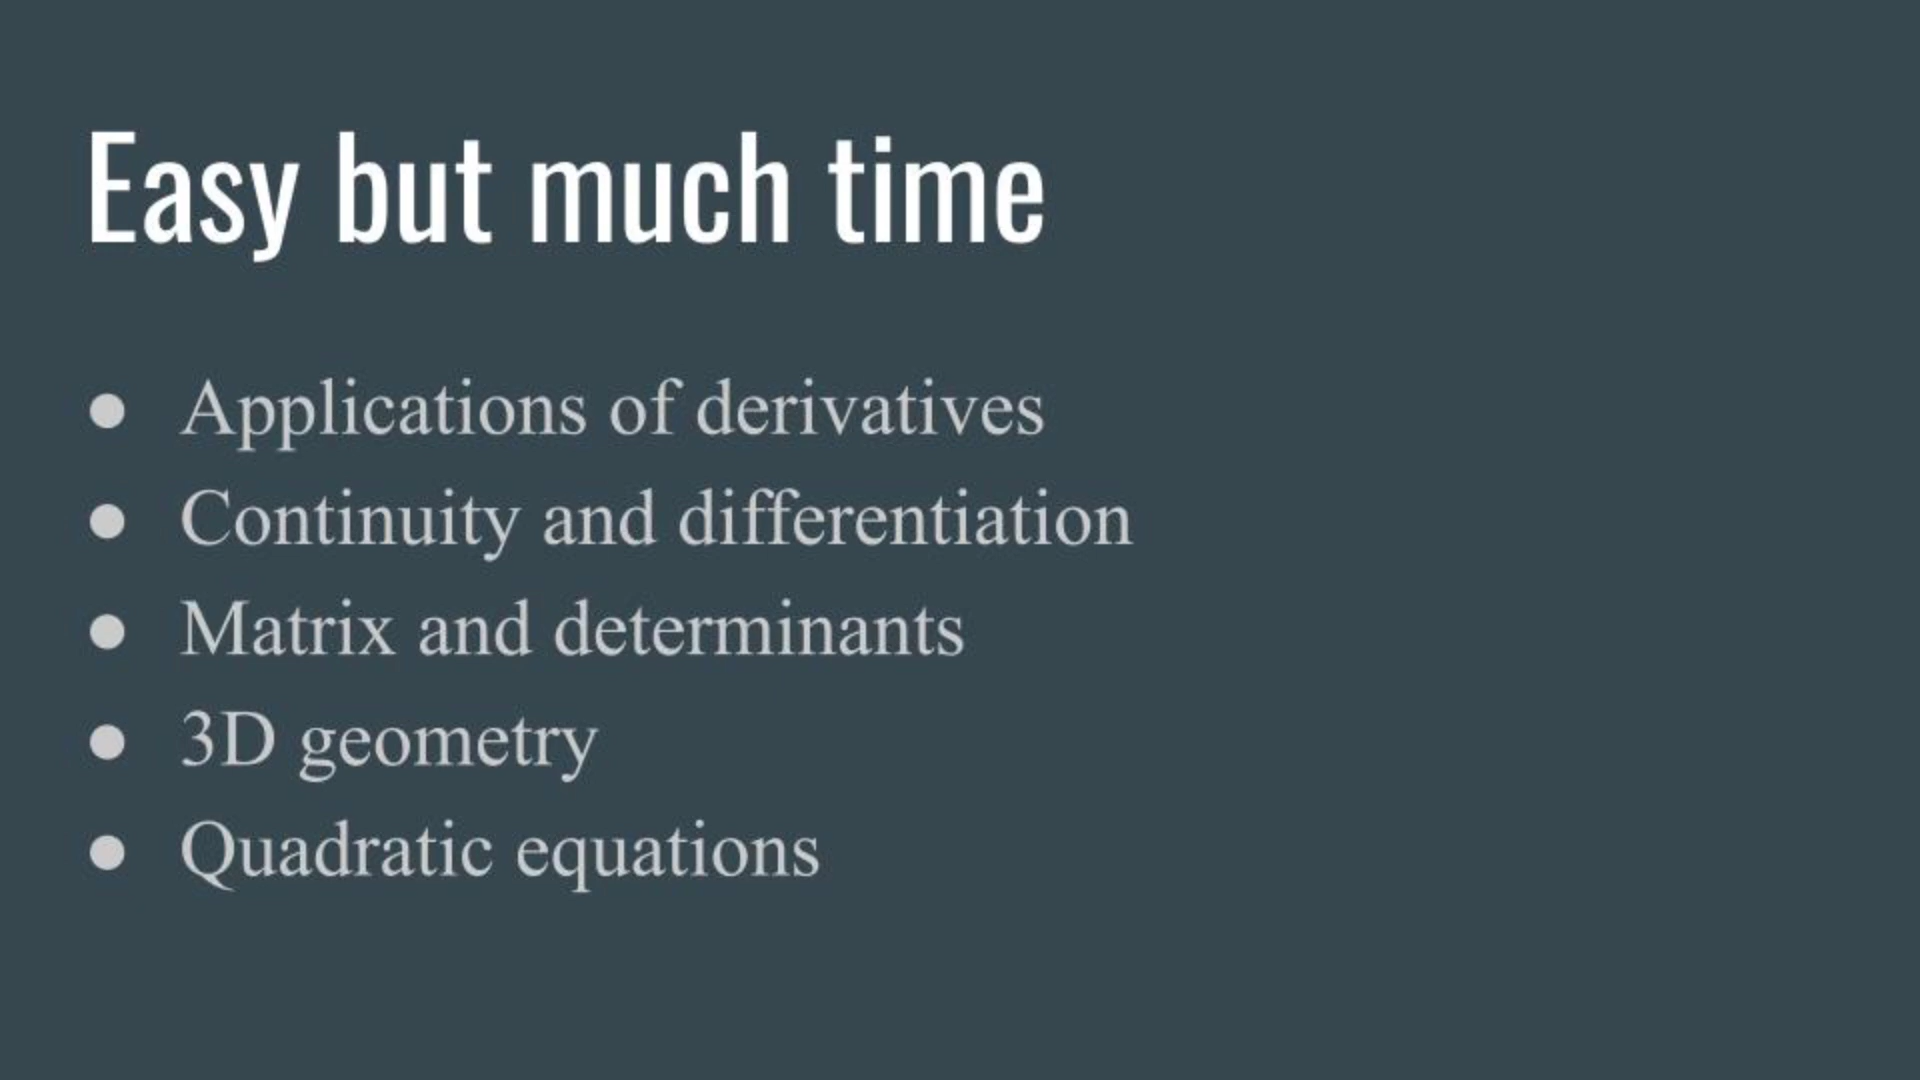 Easy but much time
● Applications of derivatives
● Continuity and differentiation
● Matrix and determinants
● 3D geometry
● Quadratic equations